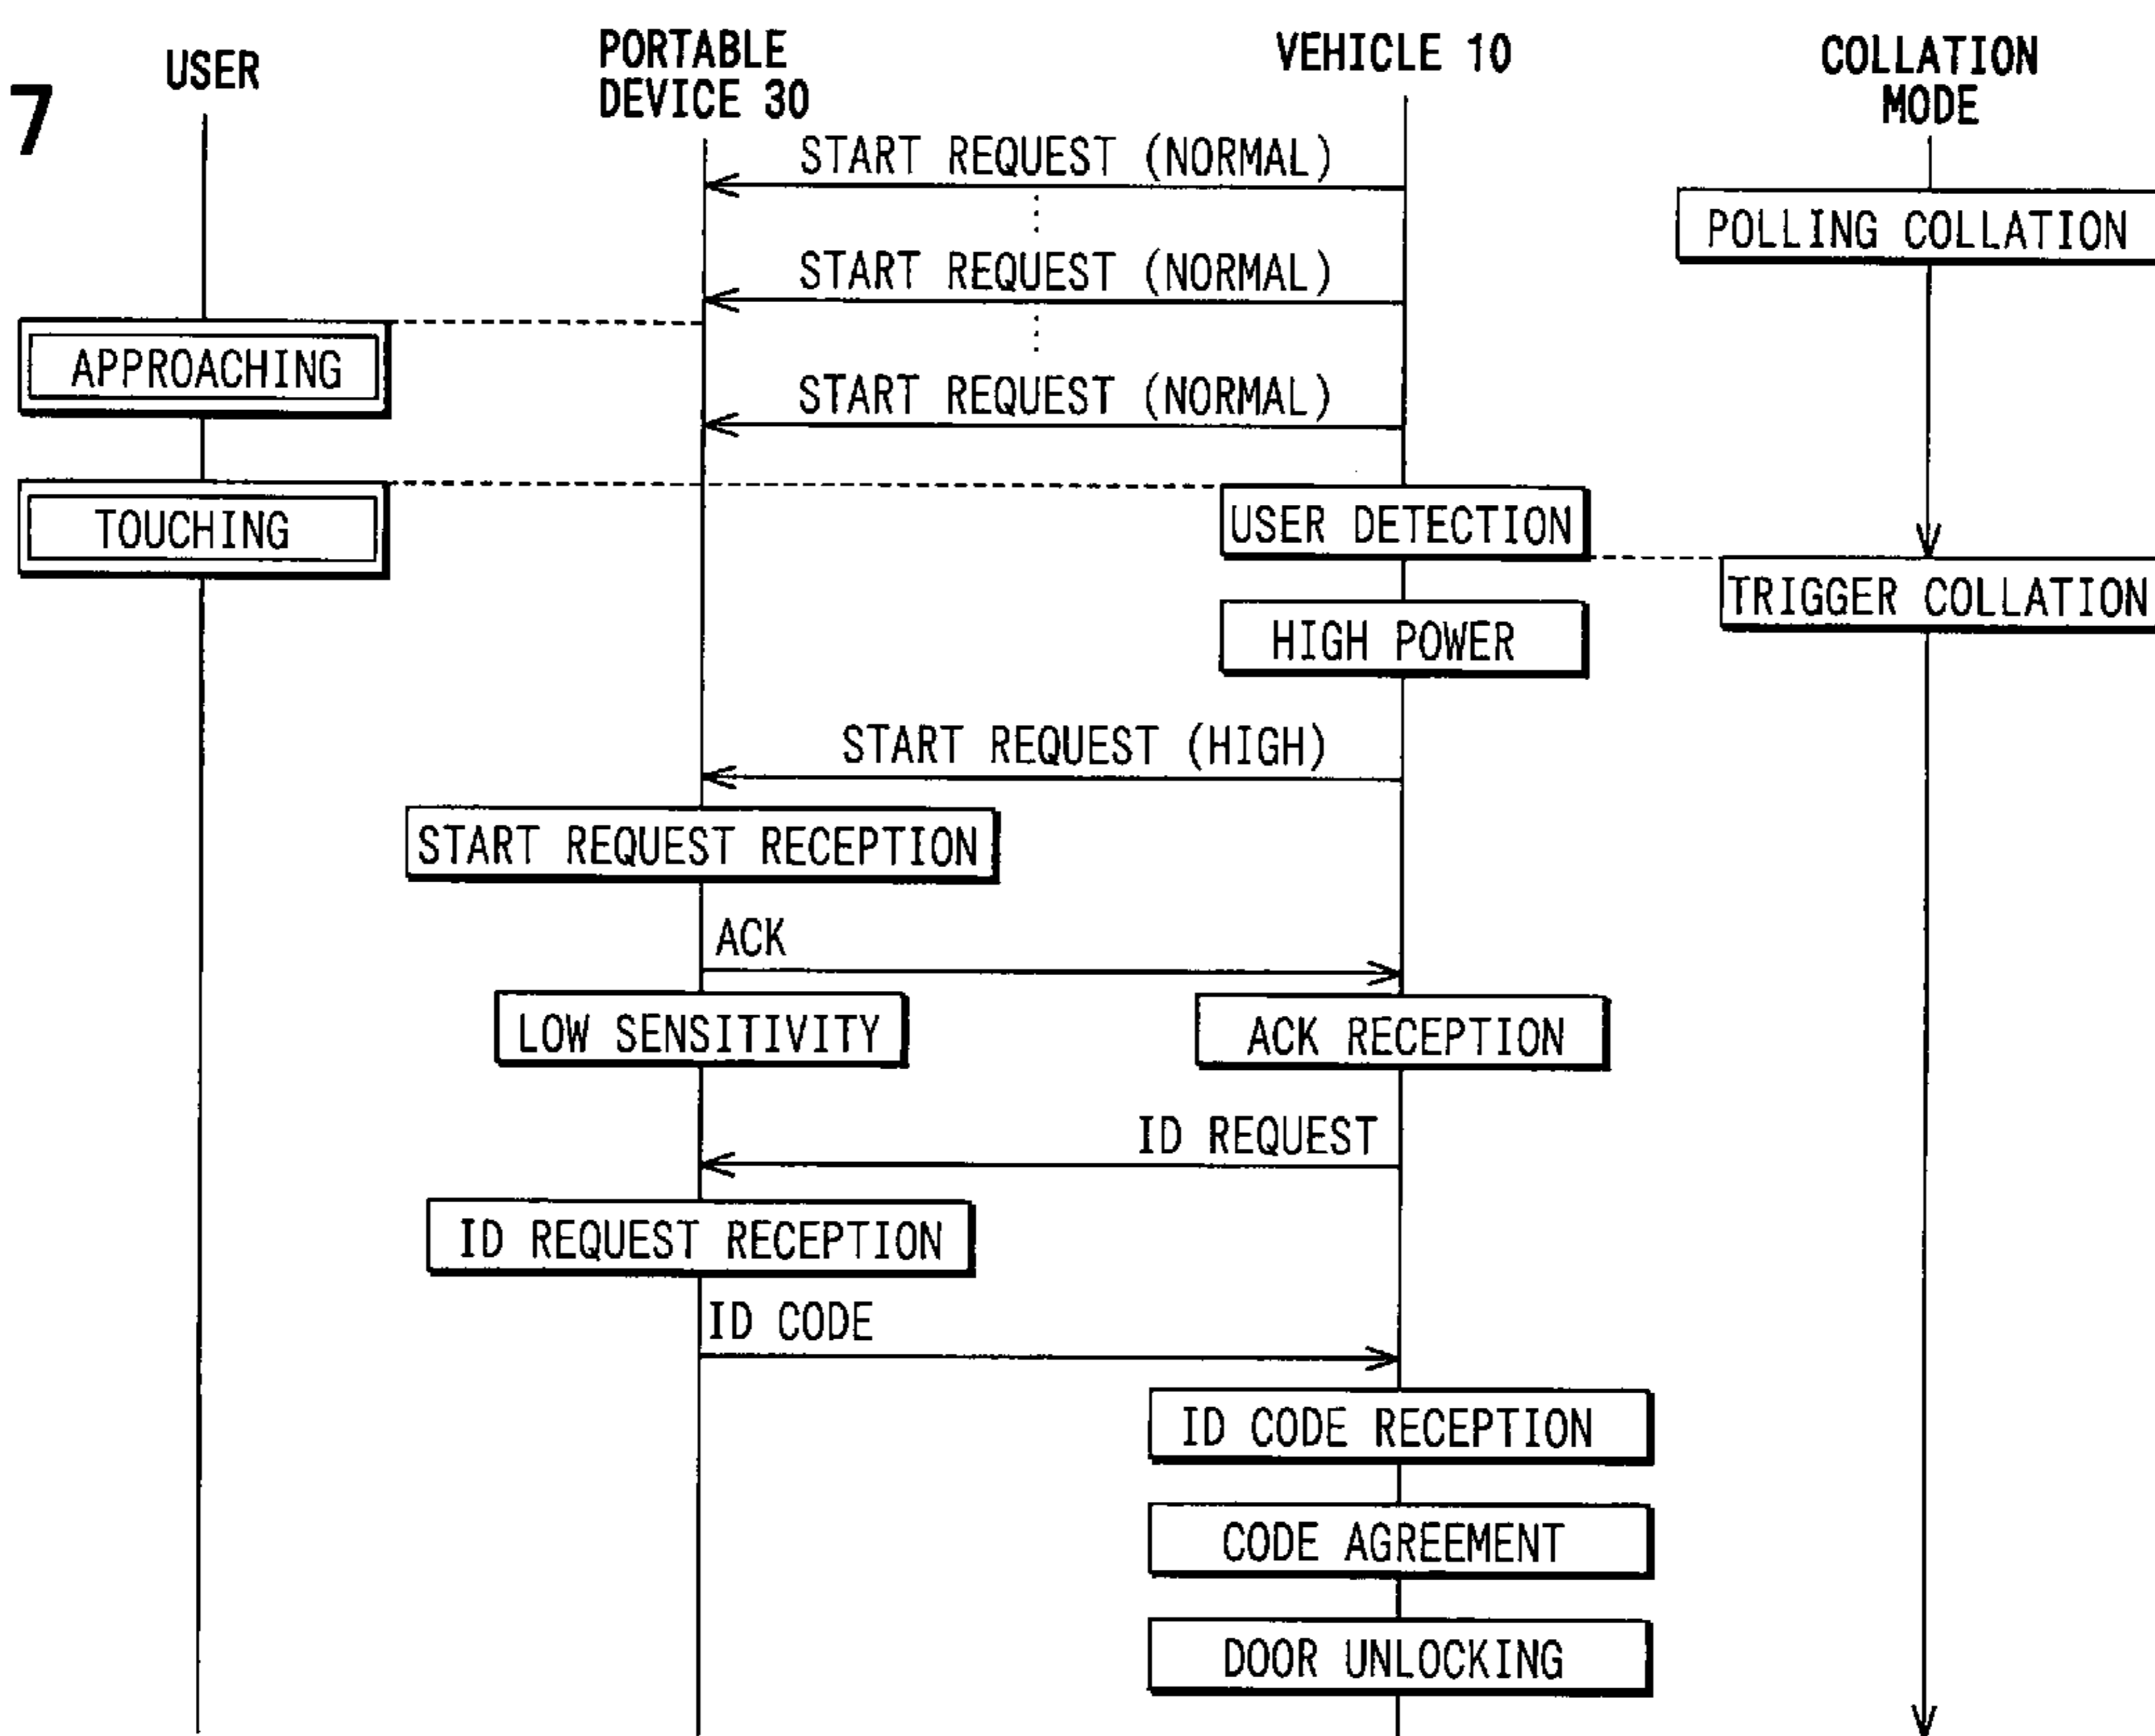 7
USER
PORTABLE
DEVICE 30
VEHICLE 10
COLLATION
MODE
START REQUEST (NORMAL)
POLLING COLLATION
START REQUEST (NORMAL)
APPROACHING
START REQUEST (NORMAL)
TOUCHING
USER DETECTION
TRIGGER COLLATION
HIGH POWER
START REQUEST (HIGH)
START REQUEST RECEPTION
ACK
LOW SENSITIVITY
ACK RECEPTION
ID REQUEST
ID REQUEST RECEPTION
ID CODE
ID CODE RECEPTION
CODE AGREEMENT
DOOR UNLOCKING